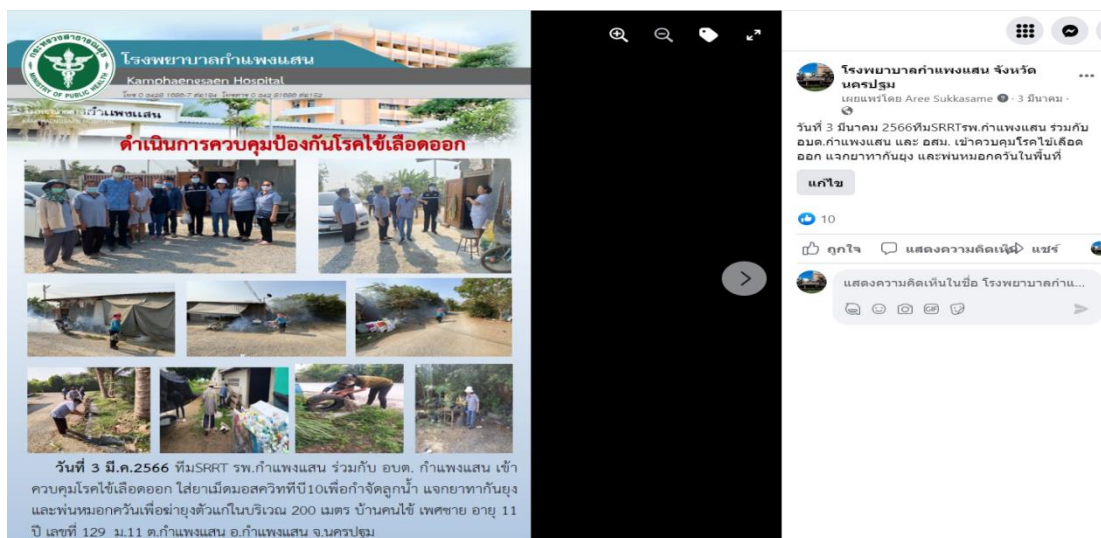 กระทรวงสาธารณสุข
MINISTRY OF PUBLIC HEALTH
โรงพยาบาลกำแพงแสน
Kamphaengsaen Hospital
ดำเนินการควบคุมป้องกันโรคไข้เลือดออก
วันที่ 3 มี.ค.2566 ทีมSRRT รพ.กำแพงแสน ร่วมกับ อบต. กำแพงแสน เข้า
ควบคุมโรคไข้เลือดออก ใส่ยาเม็ดมอสควิททีบี10เพื่อกำจัดลูกน้ำ แจกยาทากันยุง
และพ่นหมอกควันเพื่อฆ่ายุงตัวแก่ในบริเวณ 200 เมตร บ้านคนไข้ เพศชาย อายุ 11
ปี เลขที่ 129 ม.11 ต.กำแพงแสน อ.กำแพงแสน จ.นครปฐม
โรงพยาบาลกำแพงแสน จังหวัด
นครปฐม
เผยแพร่โดย Aree Sukkasame · 3 มีนาคม ·
วันที่ 3 มีนาคม 2566ทีมSRRTรพ.กำแพงแสน ร่วมกับ
อบต.กำแพงแสน และ อสม. เข้าควบคุมโรคไข้เลือด
ออก แจกยาทากันยุง และพ่นหมอกควันในพื้นที่
แก้ไข
10
ถูกใจ แสดงความคิดเห็น แชร์
แสดงความคิดเห็นในชื่อ โรงพยาบาลกำแ...
GIF